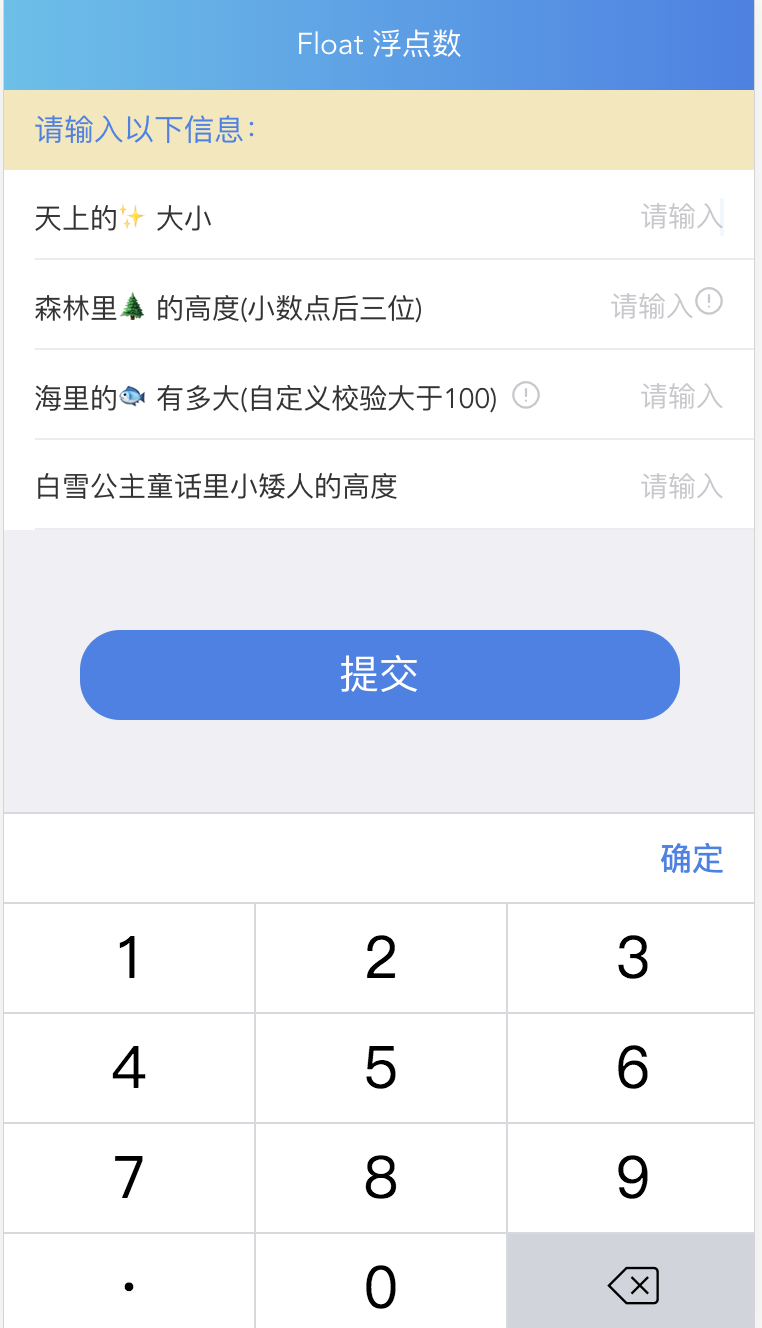 Float 浮点数
请输入以下信息：
天上的✨ 大小 请输入
森林里🌲 的高度(小数点后三位) 请输入
海里的🐟 有多大(自定义校验大于100) 请输入
白雪公主童话里小矮人的高度 请输入
提交
确定
1 2 3
4 5 6
7 8 9
. 0